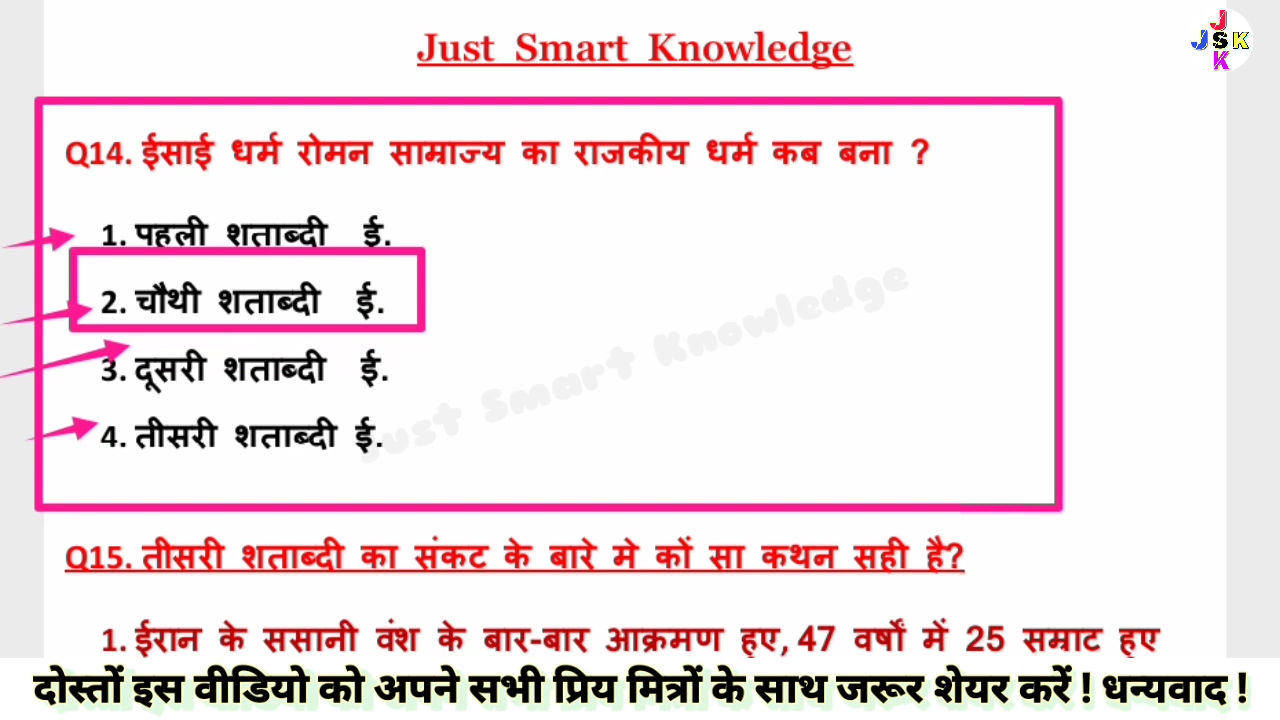 Just Smart Knowledge
J
JSK
K
Q14. ईसाई धर्म रोमन साम्राज्य का राजकीय धर्म कब बना ?
1. पहली शताब्दी ई.
2. चौथी शताब्दी ई.
3. दूसरी शताब्दी ई.
4. तीसरी शताब्दी ई.
Just Smart Knowledge
Q15. तीसरी शताब्दी का संकट के बारे मे कों सा कथन सही है?
1. ईरान के ससानी वंश के बार-बार आक्रमण हुए, 47 वर्षों में 25 सम्राट हुए
दोस्तों इस वीडियो को अपने सभी प्रिय मित्रों के साथ जरूर शेयर करें ! धन्यवाद !